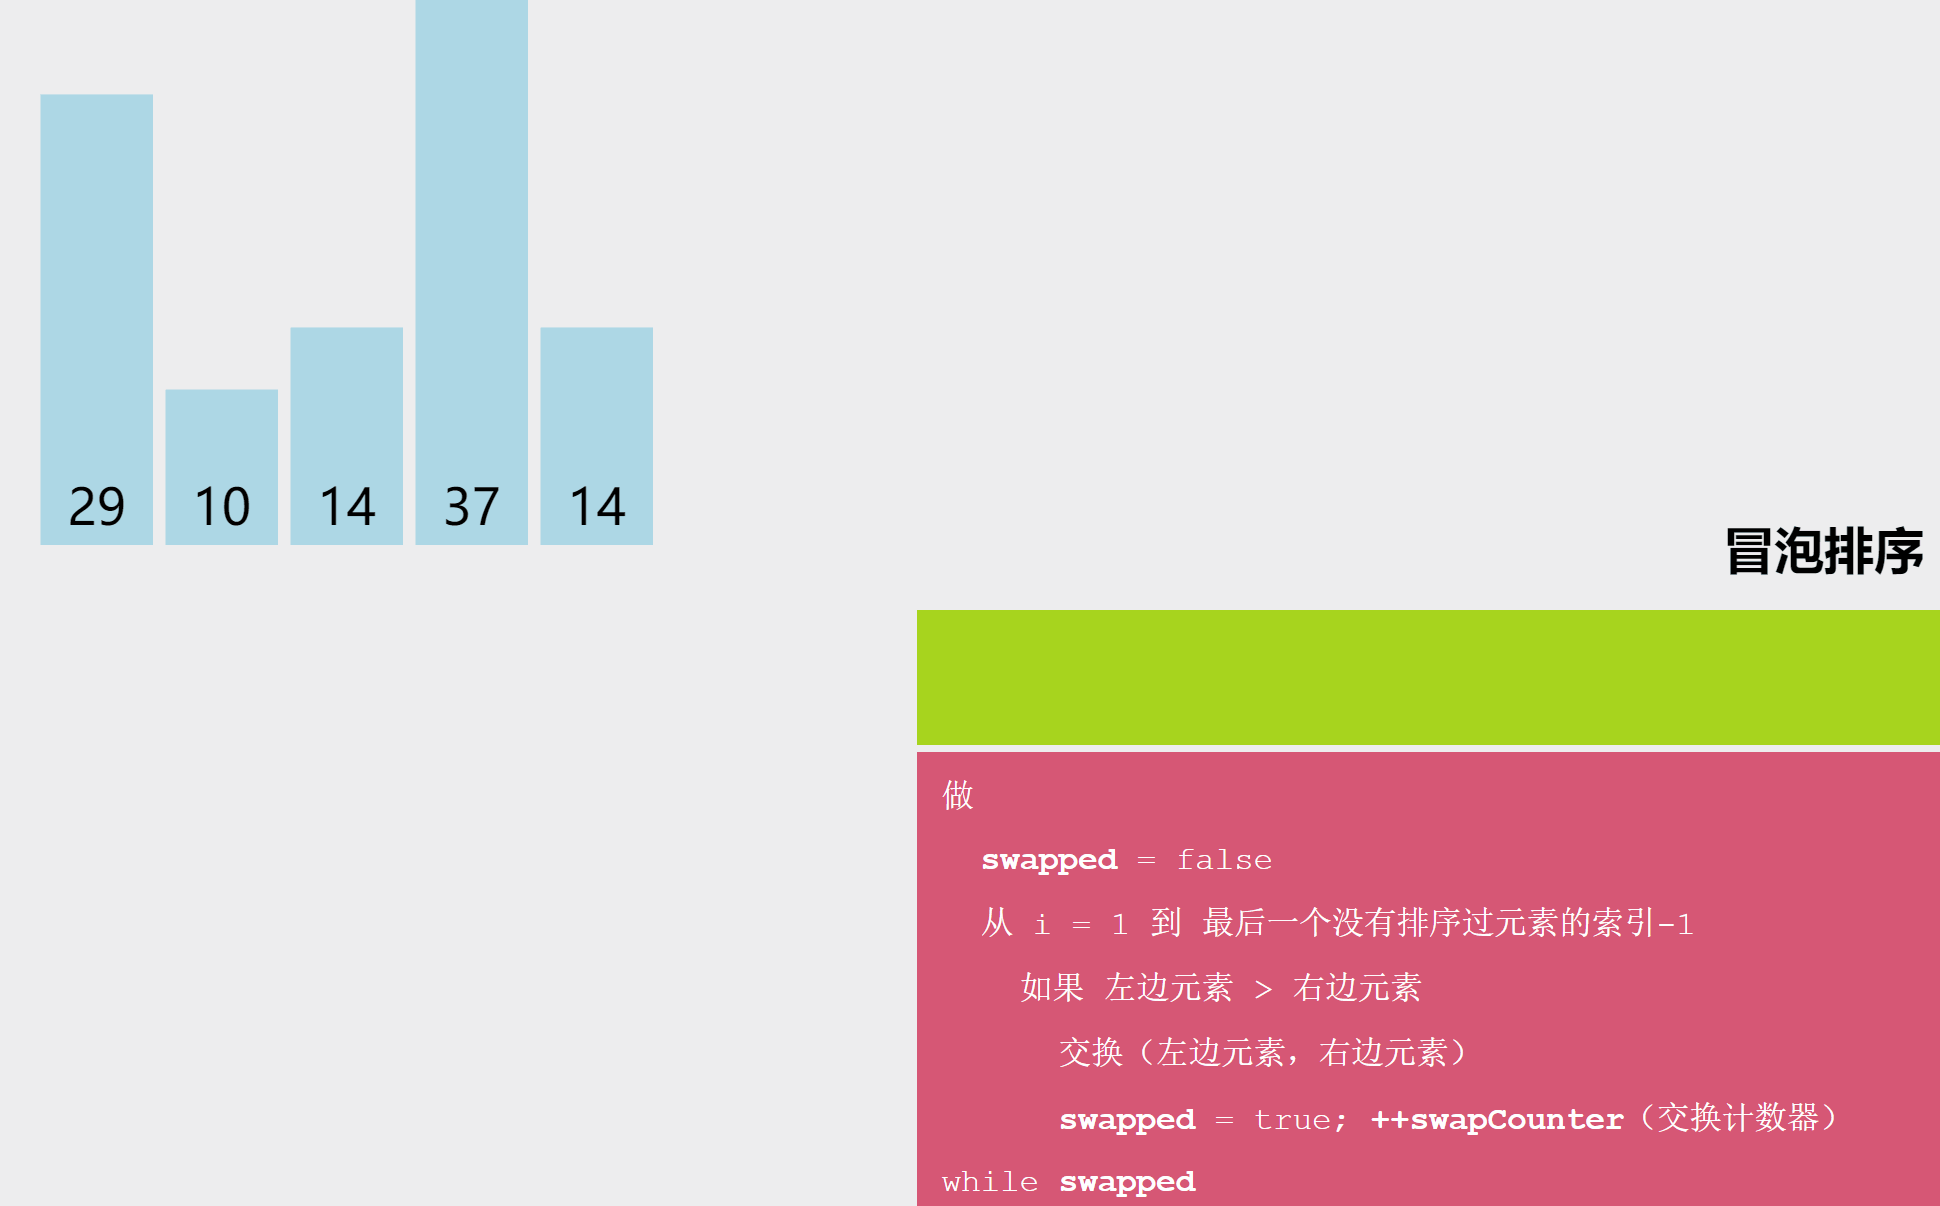 29 10 14 37 14
冒泡排序
做
swapped = false
从 i = 1 到 最后一个没有排序过元素的索引-1
如果 左边元素 > 右边元素
交换（左边元素，右边元素）
swapped = true; ++swapCounter（交换计数器）
while swapped